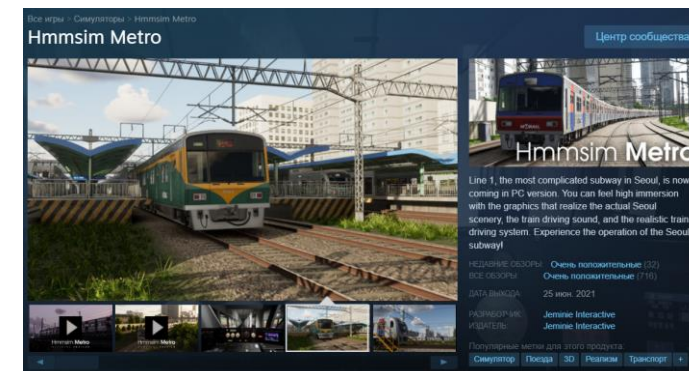 Все игры > Симуляторы > Hmmsim Metro
Hmmsim Metro
Центр сообщества
Hmmsim Metro
Line 1, the most complicated subway in Seoul, is now
coming in PC version. You can feel high immersion
with the graphics that realize the actual Seoul
scenery, the train driving sound, and the realistic train
driving system. Experience the operation of the Seoul
subway!
НЕДАВНИЕ ОБЗОРЫ: Очень положительные (32)
ВСЕ ОБЗОРЫ: Очень положительные (716)
ДАТА ВЫХОДА: 25 июн. 2021
РАЗРАБОТЧИК: Jeminie Interactive
ИЗДАТЕЛЬ: Jeminie Interactive
Популярные метки для этого продукта:
Симулятор Поезда 3D Реализм Транспорт +
Hmmsim Metro
Hmmsim Metro